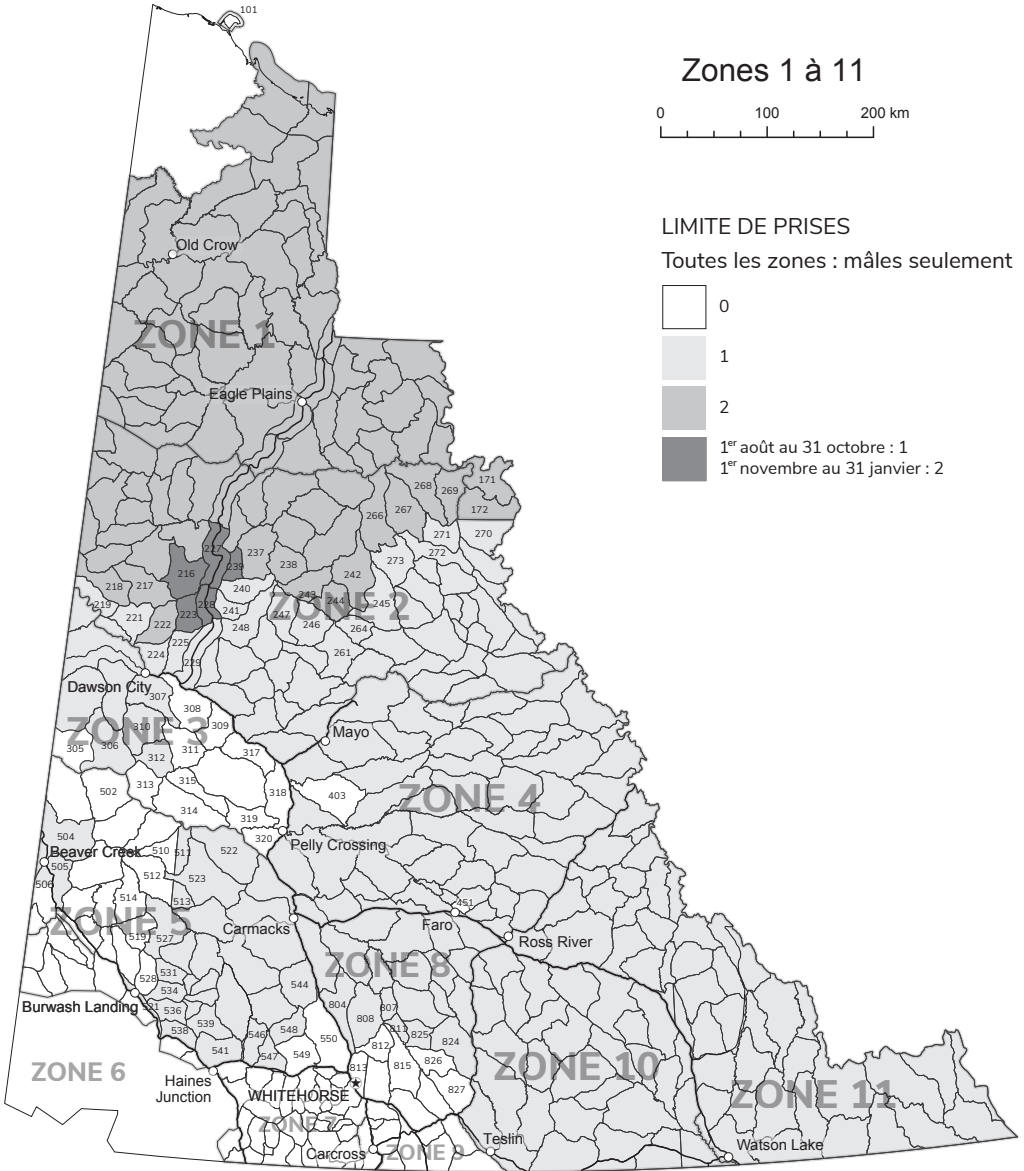 101
Zones 1 à 11
0 100 200 km
LIMITE DE PRISES
Toutes les zones : mâles seulement
0
1
2
1er août au 31 octobre : 1
1er novembre au 31 janvier : 2
Old Crow
ZONE 1
Eagle Plains
171
268
269
172
267
266
270
271
272
227
237
273
239
238
216
242
218
217
240
243
244
245
219
228
241
247
223
221
222
248
246
264
ZONE 2
225
224
261
229
Dawson City
307
308
309
310
ZONE 3
Mayo
305
306
311
317
312
313
315
502
318
403
ZONE 4
314
319
504
320
Pelly Crossing
Beaver Creek
510
511
522
505
512
523
506
514
513
451
ZONE 5
Carmacks
Faro
519
527
Ross River
ZONE 8
528
531
534
544
Burwash Landing
521
536
804
807
808
538
539
546
548
811
825
824
541
547
549
550
812
826
813
815
ZONE 6
ZONE 10
Haines
Junction
WHITEHORSE
827
ZONE 11
ZONE 7
Carcross
ZONE 9
Teslin
Watson Lake